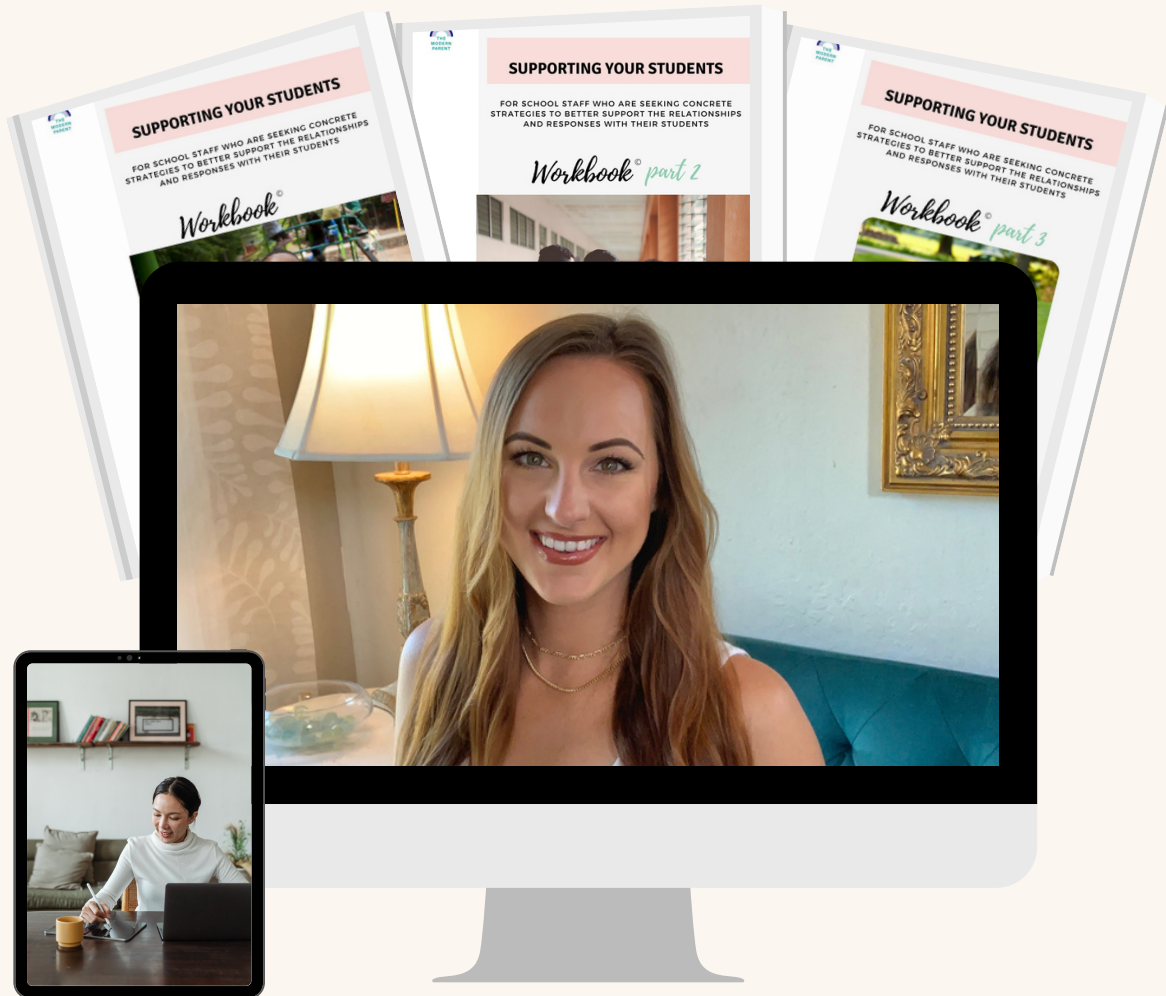 THE
MODERN
PARENT
SUPPORTING YOUR STUDENTS
FOR SCHOOL STAFF WHO ARE SEEKING CONCRETE
STRATEGIES TO BETTER SUPPORT THE RELATIONSHIPS
AND RESPONSES WITH THEIR STUDENTS
Workbook©
THE
MODERN
PARENT
SUPPORTING YOUR STUDENTS
FOR SCHOOL STAFF WHO ARE SEEKING CONCRETE
STRATEGIES TO BETTER SUPPORT THE RELATIONSHIPS
AND RESPONSES WITH THEIR STUDENTS
Workbook© part 2
THE
MODERN
PARENT
SUPPORTING YOUR STUDENTS
FOR SCHOOL STAFF WHO ARE SEEKING CONCRETE
STRATEGIES TO BETTER SUPPORT THE RELATIONSHIPS
AND RESPONSES WITH THEIR STUDENTS
Workbook© part 3